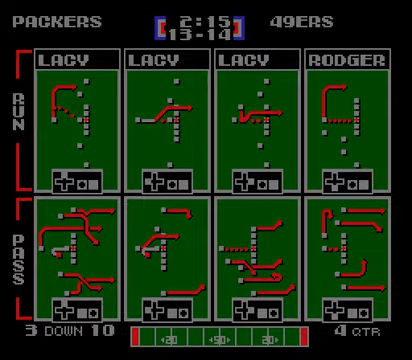 PACKERS 2:15 49ERS
13-14
LACY LACY LACY RODGER
RUN
PASS
3 DOWN 10 4 QTR
20 50 20